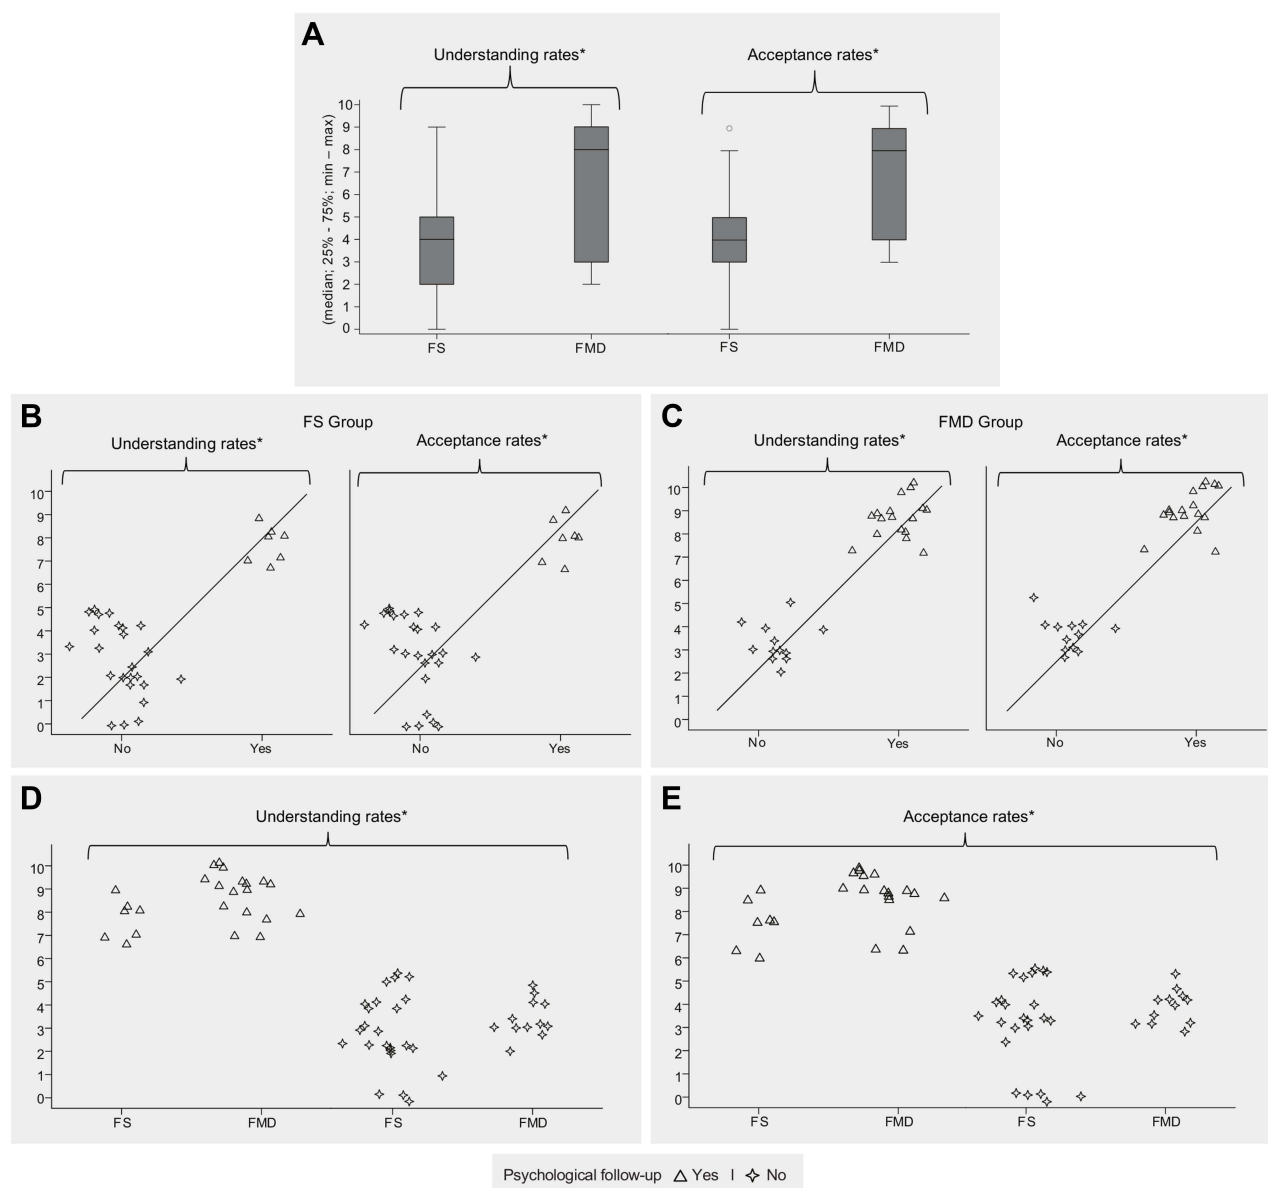 A
Understanding rates*
Acceptance rates*
(median; 25% - 75%; min – max)
10
9
8
7
6
5
4
3
2
1
0
FS
FMD
FS
FMD
B
FS Group
Understanding rates*
Acceptance rates*
10
9
8
7
6
5
4
3
2
1
0
No
Yes
No
Yes
C
FMD Group
Understanding rates*
Acceptance rates*
10
9
8
7
6
5
4
3
2
1
0
No
Yes
No
Yes
D
Understanding rates*
10
9
8
7
6
5
4
3
2
1
0
FS
FMD
FS
FMD
E
Acceptance rates*
10
9
8
7
6
5
4
3
2
1
0
FS
FMD
FS
FMD
Psychological follow-up Yes | No